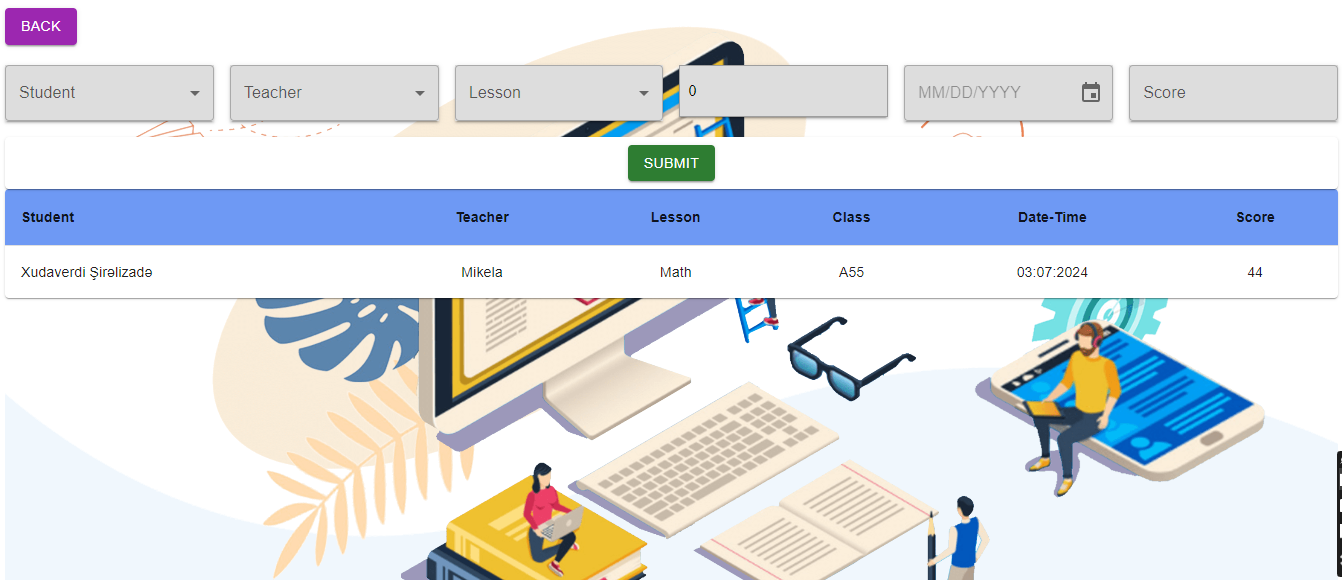 BACK
Student Teacher Lesson 0 MM/DD/YYYY Score
SUBMIT
Student Teacher Lesson Class Date-Time Score
Xudaverdi Şirəlizadə Mikela Math A55 03:07:2024 44